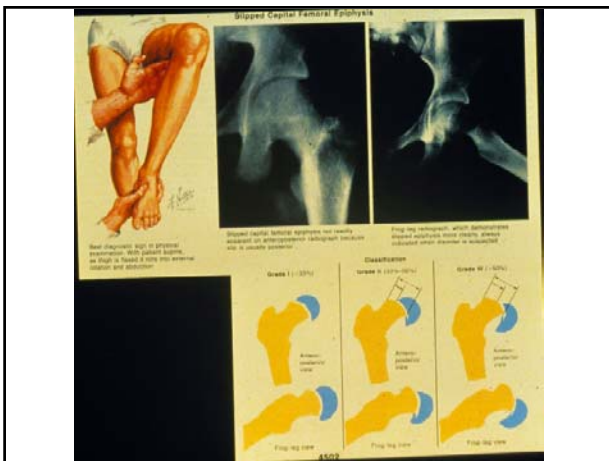 Slipped Capital Femoral Epiphysis
Best diagnostic sign in physical
examination. With patient supine,
as thigh is flexed it rolls into external
rotation and abduction
Slipped capital femoral epiphysis not readily
apparent on anteroposterior radiograph because
slip is usually posterior
Frog-leg radiograph, which demonstrates
slipped epiphysis more clearly, always
indicated when disorder is suspected
Classification
Grade I (<33%)
Grade II (33%-50%)
Grade III (>50%)
Antero-
posterior
view
Antero-
posterior
view
Antero-
posterior
view
Frog-leg view
Frog-leg view
Frog-leg view
4502